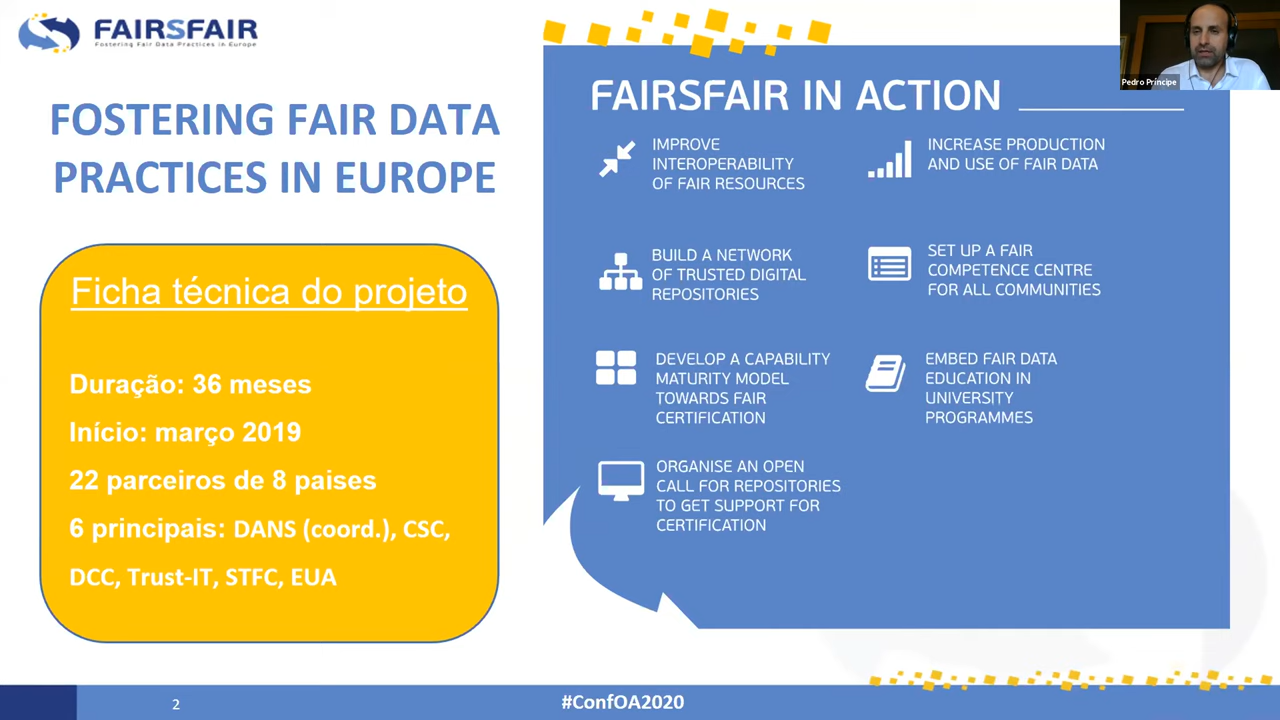 FAIRSFAIR
Fostering Fair Data Practices in Europe
FOSTERING FAIR DATA
PRACTICES IN EUROPE
Ficha técnica do projeto
Duração: 36 meses
Início: março 2019
22 parceiros de 8 paises
6 principais: DANS (coord.), CSC,
DCC, Trust-IT, STFC, EUA
FAIRSFAIR IN ACTION
IMPROVE
INTEROPERABILITY
OF FAIR RESOURCES
INCREASE PRODUCTION
AND USE OF FAIR DATA
BUILD A NETWORK
OF TRUSTED DIGITAL
REPOSITORIES
SET UP A FAIR
COMPETENCE CENTRE
FOR ALL COMMUNITIES
DEVELOP A CAPABILITY
MATURITY MODEL
TOWARDS FAIR
CERTIFICATION
EMBED FAIR DATA
EDUCATION IN
UNIVERSITY
PROGRAMMES
ORGANISE AN OPEN
CALL FOR REPOSITORIES
TO GET SUPPORT FOR
CERTIFICATION
Pedro Príncipe
2
#ConfOA2020